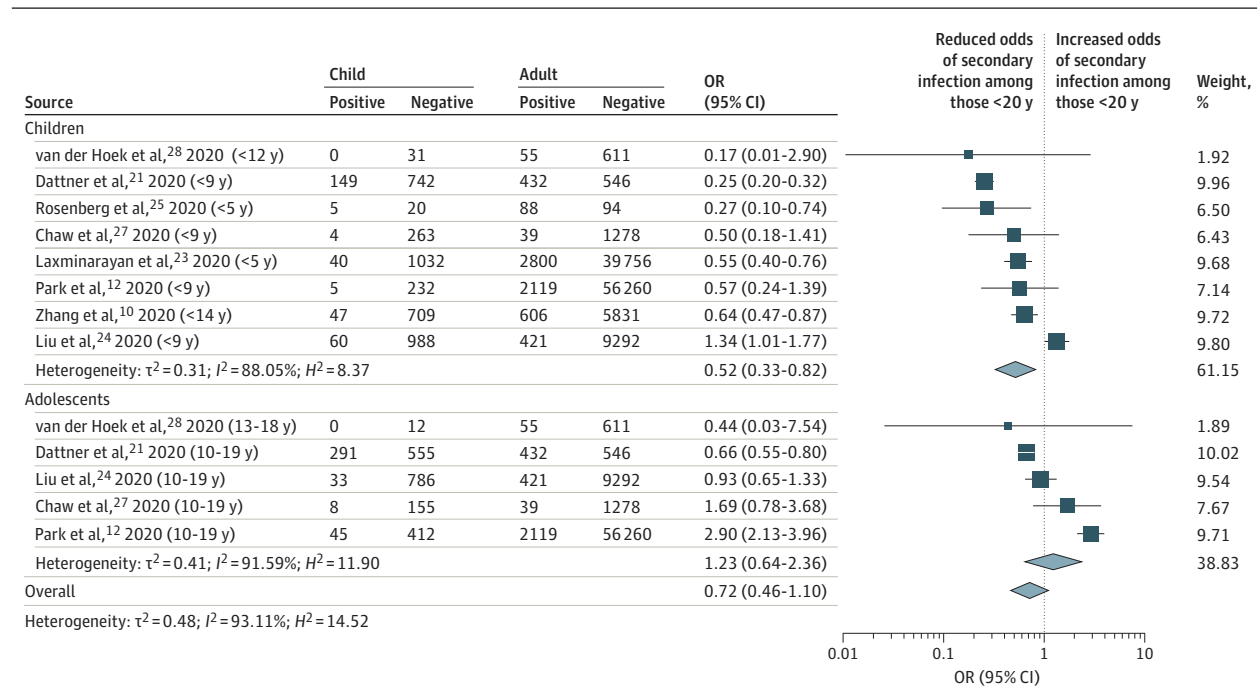 Reduced odds of secondary infection among those <20 y
Increased odds of secondary infection among those <20 y
Child Adult OR (95% CI) Weight, %
Source Positive Negative Positive Negative
Children
van der Hoek et al,28 2020 (<12 y) 0 31 55 611 0.17 (0.01-2.90) 1.92
Dattner et al,21 2020 (<9 y) 149 742 432 546 0.25 (0.20-0.32) 9.96
Rosenberg et al,25 2020 (<5 y) 5 20 88 94 0.27 (0.10-0.74) 6.50
Chaw et al,27 2020 (<9 y) 4 263 39 1278 0.50 (0.18-1.41) 6.43
Laxminarayan et al,23 2020 (<5 y) 40 1032 2800 39 756 0.55 (0.40-0.76) 9.68
Park et al,12 2020 (<9 y) 5 232 2119 56 260 0.57 (0.24-1.39) 7.14
Zhang et al,10 2020 (<14 y) 47 709 606 5831 0.64 (0.47-0.87) 9.72
Liu et al,24 2020 (<9 y) 60 988 421 9292 1.34 (1.01-1.77) 9.80
Heterogeneity: τ2 = 0.31; I2 = 88.05%; H2 = 8.37 0.52 (0.33-0.82) 61.15
Adolescents
van der Hoek et al,28 2020 (13-18 y) 0 12 55 611 0.44 (0.03-7.54) 1.89
Dattner et al,21 2020 (10-19 y) 291 555 432 546 0.66 (0.55-0.80) 10.02
Liu et al,24 2020 (10-19 y) 33 786 421 9292 0.93 (0.65-1.33) 9.54
Chaw et al,27 2020 (10-19 y) 8 155 39 1278 1.69 (0.78-3.68) 7.67
Park et al,12 2020 (10-19 y) 45 412 2119 56 260 2.90 (2.13-3.96) 9.71
Heterogeneity: τ2 = 0.41; I2 = 91.59%; H2 = 11.90 1.23 (0.64-2.36) 38.83
Overall 0.72 (0.46-1.10)
Heterogeneity: τ2 = 0.48; I2 = 93.11%; H2 = 14.52
0.01 0.1 1 10
OR (95% CI)